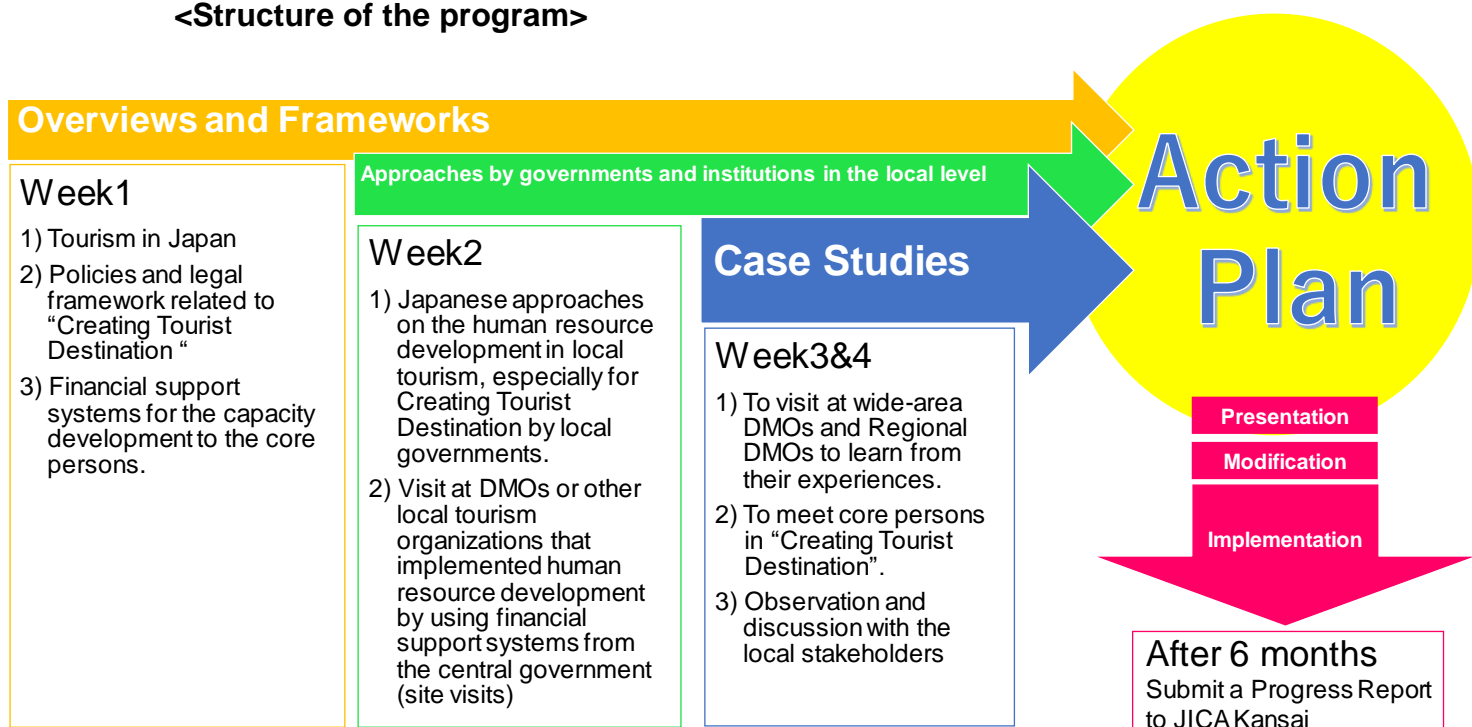 <Structure of the program>
Overviews and Frameworks
Week1
1) Tourism in Japan
2) Policies and legal
framework related to
“Creating Tourist
Destination “
3) Financial support
systems for the capacity
development to the core
persons.
Approaches by governments and institutions in the local level
Week2
1) Japanese approaches
on the human resource
development in local
tourism, especially for
Creating Tourist
Destination by local
governments.
2) Visit at DMOs or other
local tourism
organizations that
implemented human
resource development
by using financial
support systems from
the central government
(site visits)
Case Studies
Week3&4
1) To visit at wide-area
DMOs and Regional
DMOs to learn from
their experiences.
2) To meet core persons
in “Creating Tourist
Destination”.
3) Observation and
discussion with the
local stakeholders
Action
Plan
Presentation
Modification
Implementation
After 6 months
Submit a Progress Report
to JICA Kansai